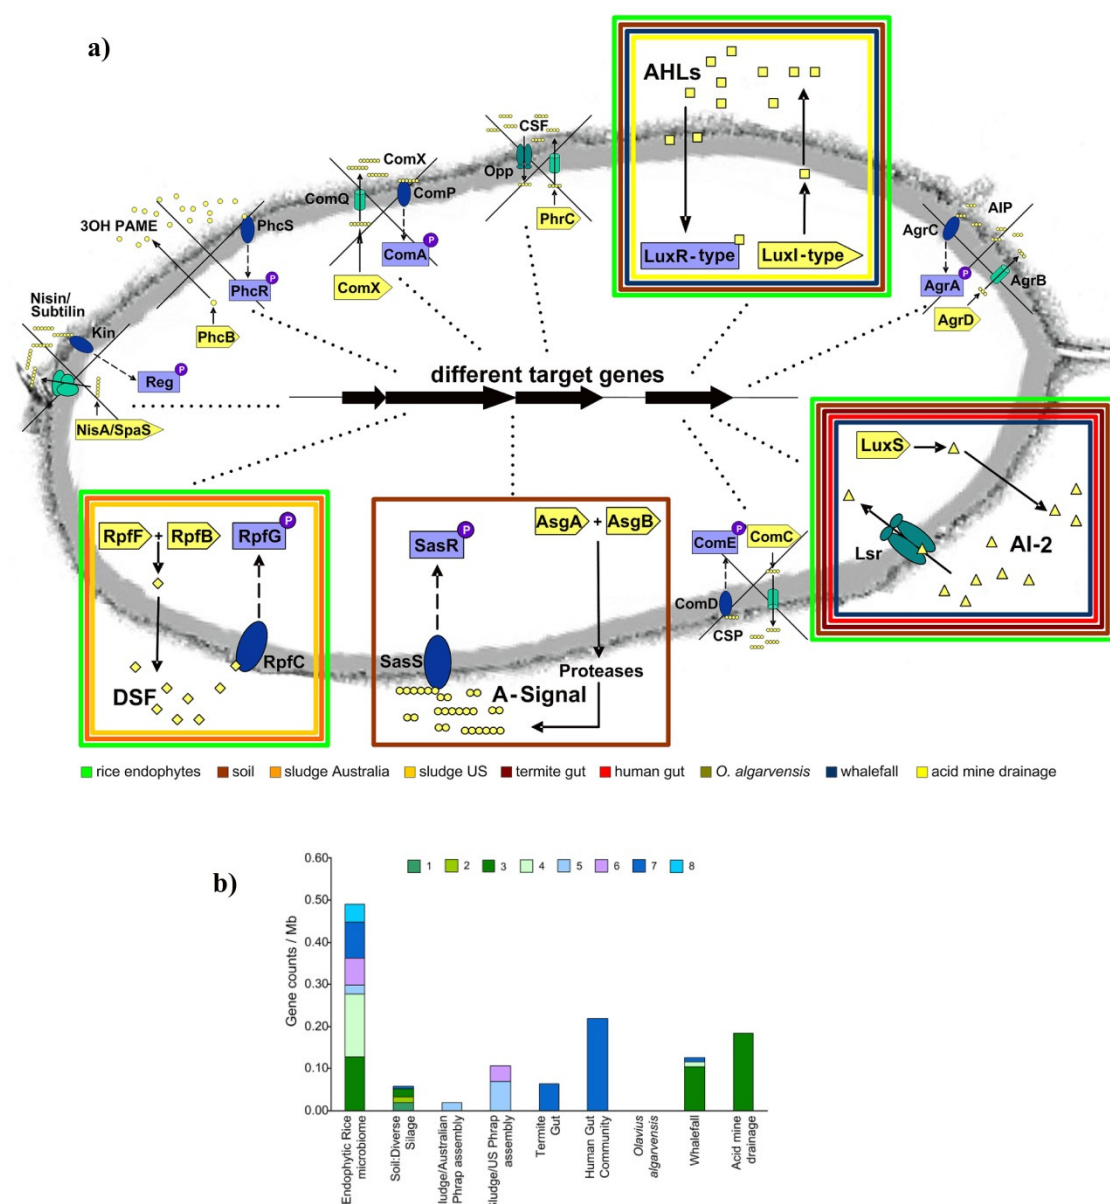 a)
AHLs
CSF
Opp
PhrC
ComX
ComQ
ComP
ComA
P
ComX
3OH PAME
PhcS
PhcR
P
PhcB
LuxR-type
LuxI-type
AIP
AgrC
AgrA
P
AgrB
AgrD
Nisin/
Subtilin
Kin
Reg
P
NisA/SpaS
different target genes
LuxS
Lsr
AI-2
RpfF + RpfB
RpfG
P
RpfC
DSF
SasR
P
AsgA + AsgB
SasS
Proteases
A-Signal
ComE
P
ComC
ComD
CSP
rice endophytes soil sludge Australia sludge US termite gut human gut O. algarvensis whalefall acid mine drainage
b)
1 2 3 4 5 6 7 8
Gene counts / Mb
0.60
0.50
0.40
0.30
0.20
0.10
0.00
Endophytic Rice
microbiome
Soil:Diverse
Silage
Sludge/Australian
Phrap assembly
Sludge/US Phrap
assembly
Termite
Gut
Human Gut
Community
Olavius
algarvensis
Whalefall
Acid mine
drainage